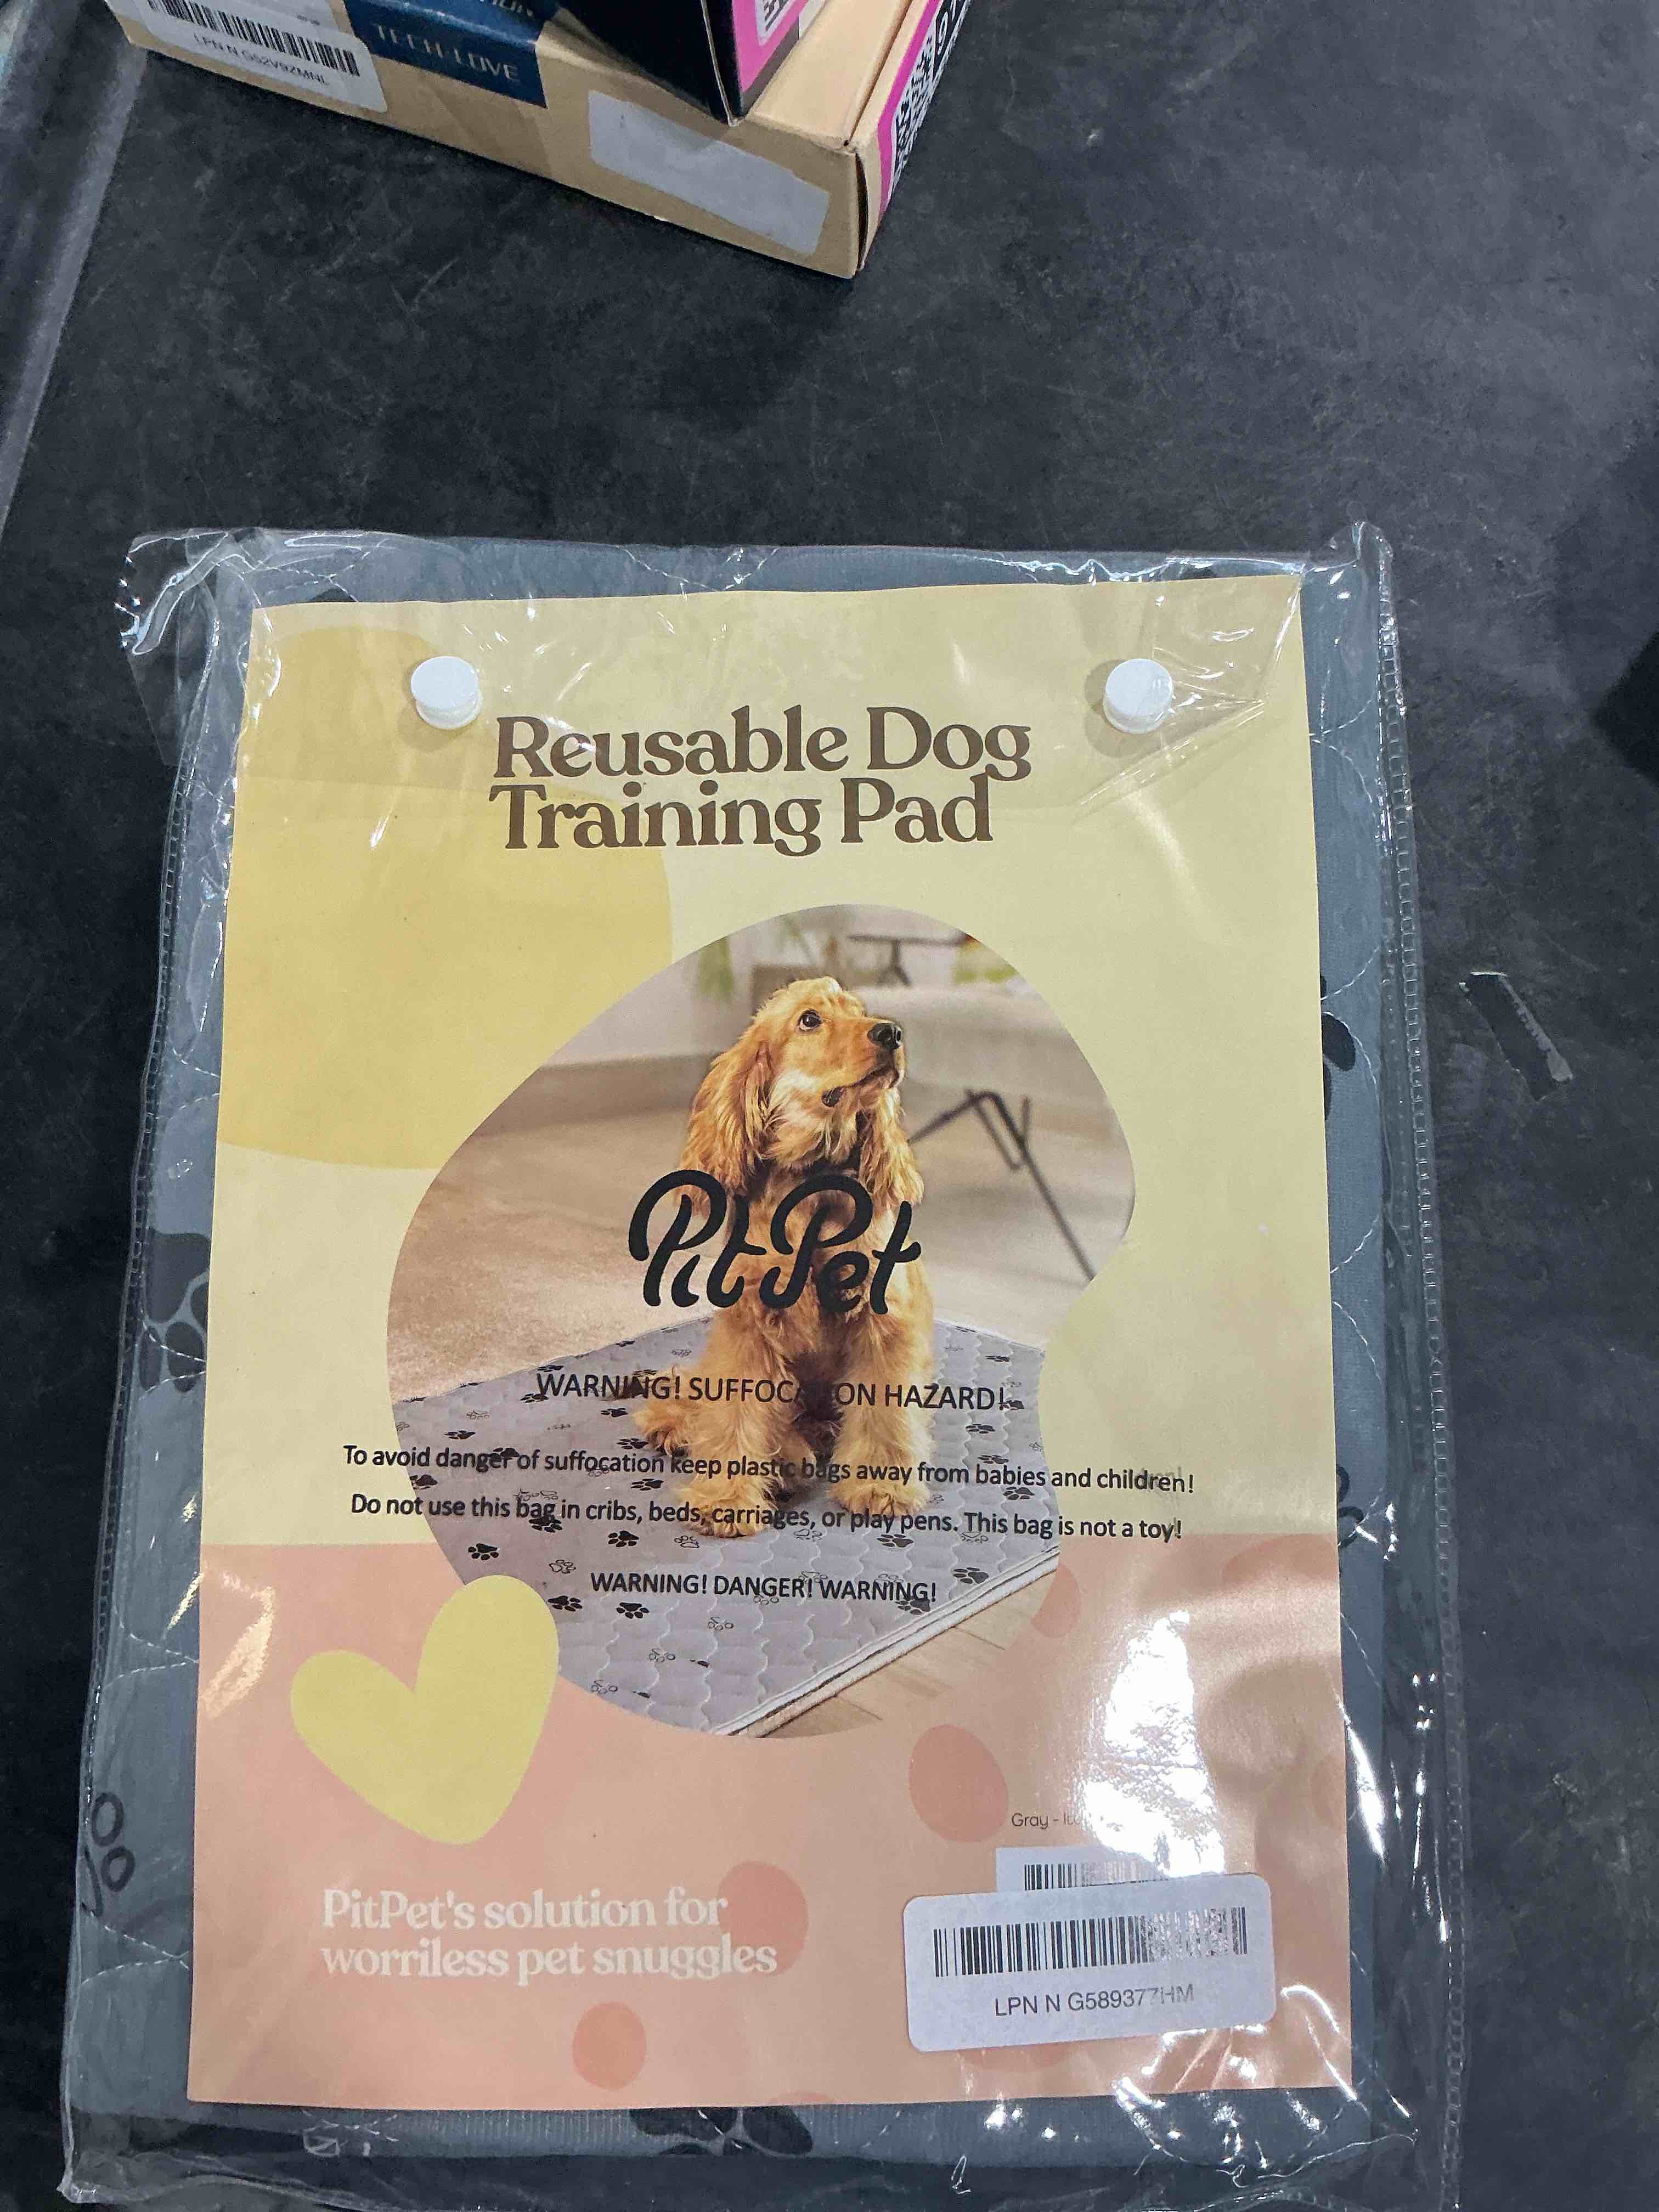 TECH-LOVE
LPN N G52V9ZMNL
Reusable Dog
Training Pad
PitPet
WARNING! SUFFOCATION HAZARD!
To avoid danger of suffocation keep plastic bags away from babies and children!
Do not use this bag in cribs, beds, carriages, or play pens. This bag is not a toy!
WARNING! DANGER! WARNING!
Gray -
PitPet's solution for
worriless pet snuggles
LPN N G589377HM